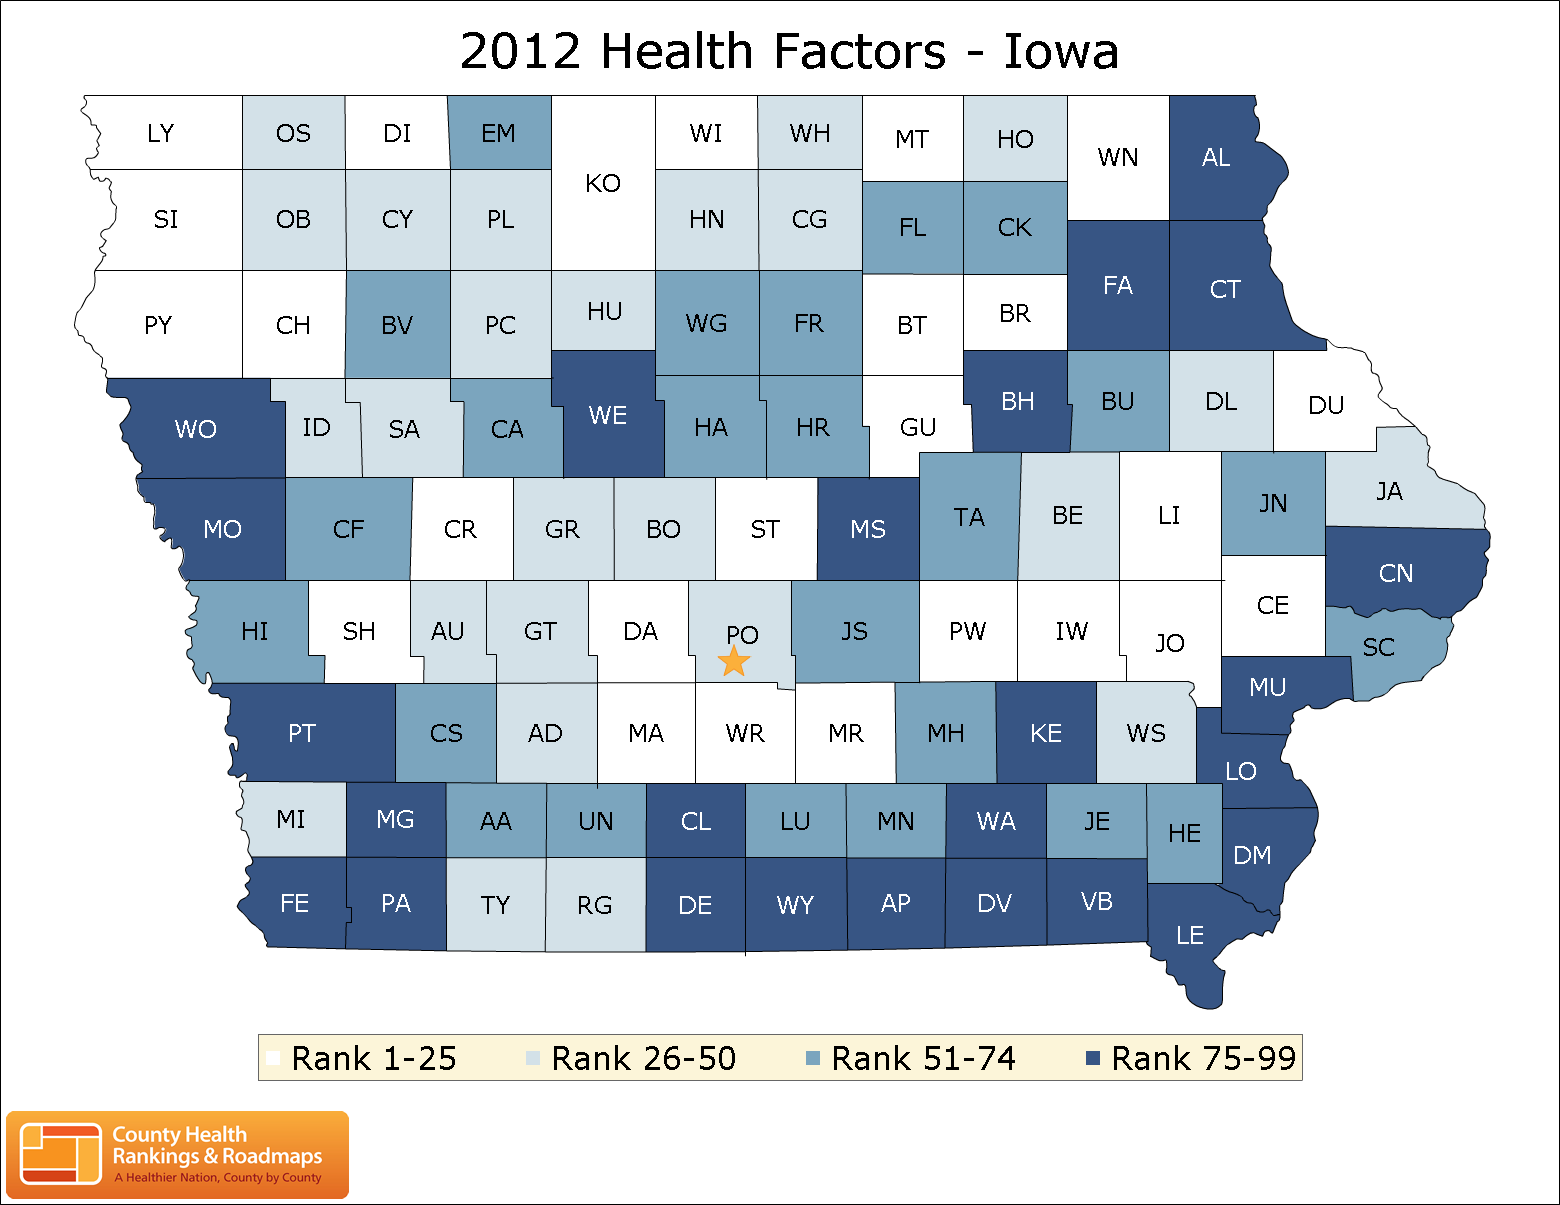 2012 Health Factors - Iowa
LY OS DI EM WI WH MT HO WN AL
KO
SI OB CY PL HN CG FL CK
FA CT
PY CH BV PC HU WG FR BT BR
WO ID SA CA WE HA HR GU BH BU DL DU
MO CF CR GR BO ST MS TA BE LI JN JA
CN
HI SH AU GT DA PO JS PW IW JO CE SC
MU
PT CS AD MA WR MR MH KE WS LO
MI MG AA UN CL LU MN WA JE HE
DM
FE PA TY RG DE WY AP DV VB LE
Rank 1-25 Rank 26-50 Rank 51-74 Rank 75-99
County Health
Rankings & Roadmaps
A Healthier Nation, County by County